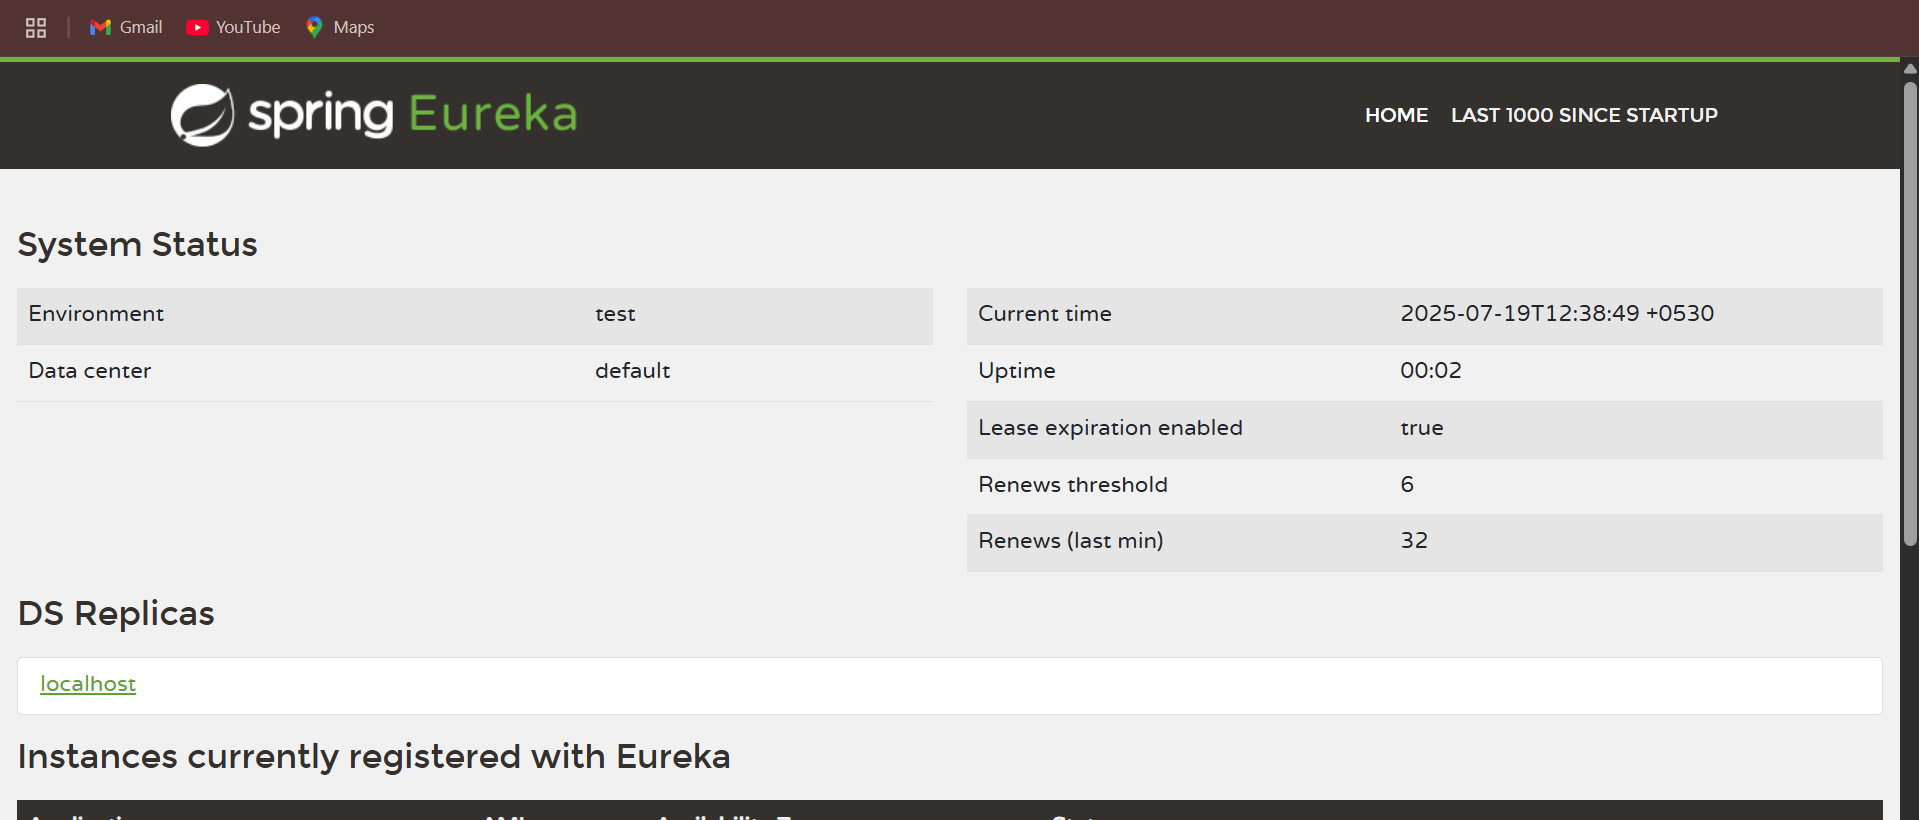 Gmail YouTube Maps
spring Eureka
HOME LAST 1000 SINCE STARTUP
System Status
Environment test
Data center default
Current time 2025-07-19T12:38:49 +0530
Uptime 00:02
Lease expiration enabled true
Renews threshold 6
Renews (last min) 32
DS Replicas
localhost
Instances currently registered with Eureka